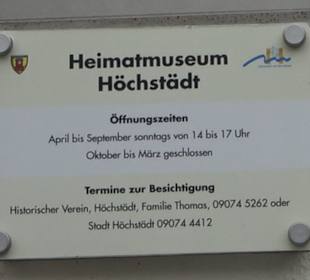 Heimatmuseum
Höchstädt
Öffnungszeiten
April bis September sonntags von 14 bis 17 Uhr
Oktober bis März geschlossen
Termine zur Besichtigung
Historischer Verein, Höchstädt, Familie Thomas, 09074 5262 oder
Stadt Höchstädt 09074 4412